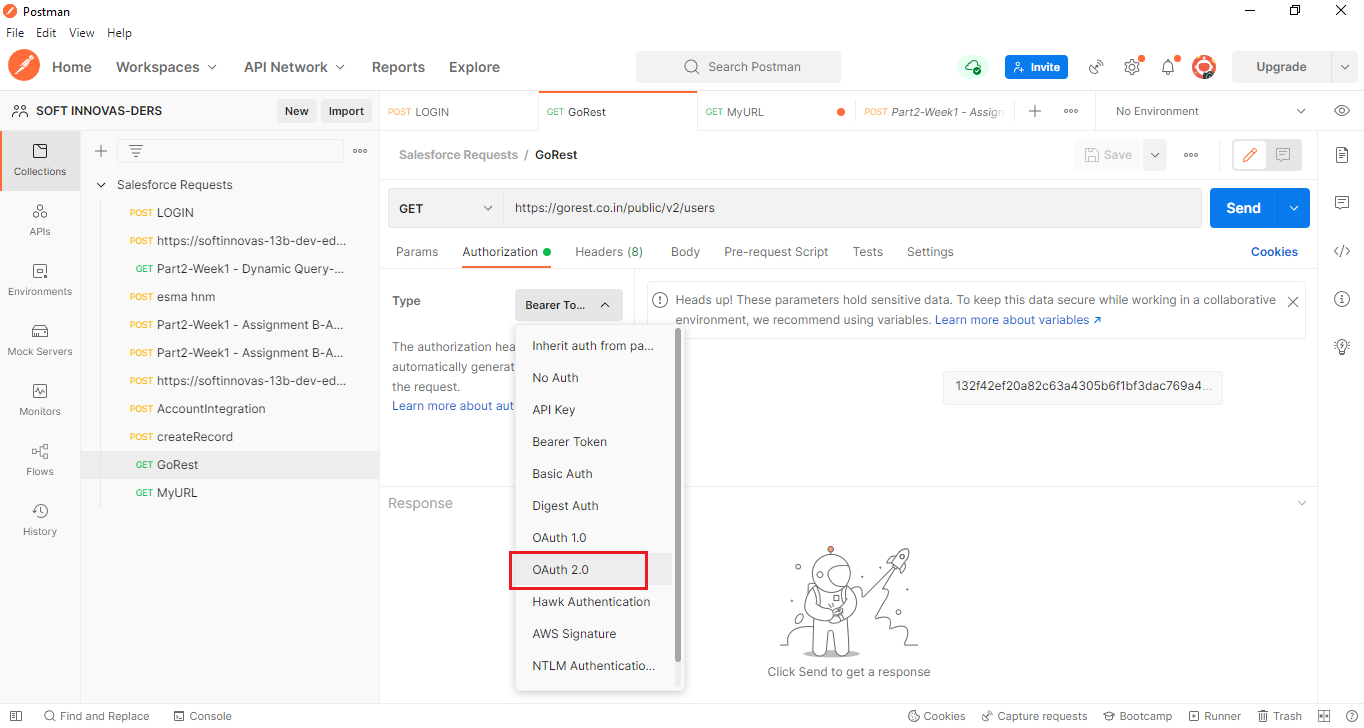 Postman
File Edit View Help
Home Workspaces API Network Reports Explore Search Postman Invite Upgrade
SOFT INNOVAS-DERS New Import
POST LOGIN GET GoRest GET MyURL POST Part2-Week1 - Assign No Environment
Collections
APIs
Environments
Mock Servers
Monitors
Flows
History
Salesforce Requests
POST LOGIN
POST https://softinnovas-13b-dev-ed...
GET Part2-Week1 - Dynamic Query-...
POST esma hnm
POST Part2-Week1 - Assignment B-A...
POST Part2-Week1 - Assignment B-A...
POST https://softinnovas-13b-dev-ed...
POST AccountIntegration
POST createRecord
GET GoRest
GET MyURL
Salesforce Requests / GoRest Save
GET https://gorest.co.in/public/v2/users Send
Params Authorization Headers (8) Body Pre-request Script Tests Settings Cookies
Type Bearer To...
The authorization hea
automatically generat
the request.
Learn more about aut
Inherit auth from pa...
No Auth
API Key
Bearer Token
Basic Auth
Digest Auth
OAuth 1.0
OAuth 2.0
Hawk Authentication
AWS Signature
NTLM Authenticatio...
Heads up! These parameters hold sensitive data. To keep this data secure while working in a collaborative
environment, we recommend using variables. Learn more about variables ↗
132f42ef20a82c63a4305b6f1bf3dac769a4...
Response
Click Send to get a response
Find and Replace Console Cookies Capture requests Bootcamp Runner Trash